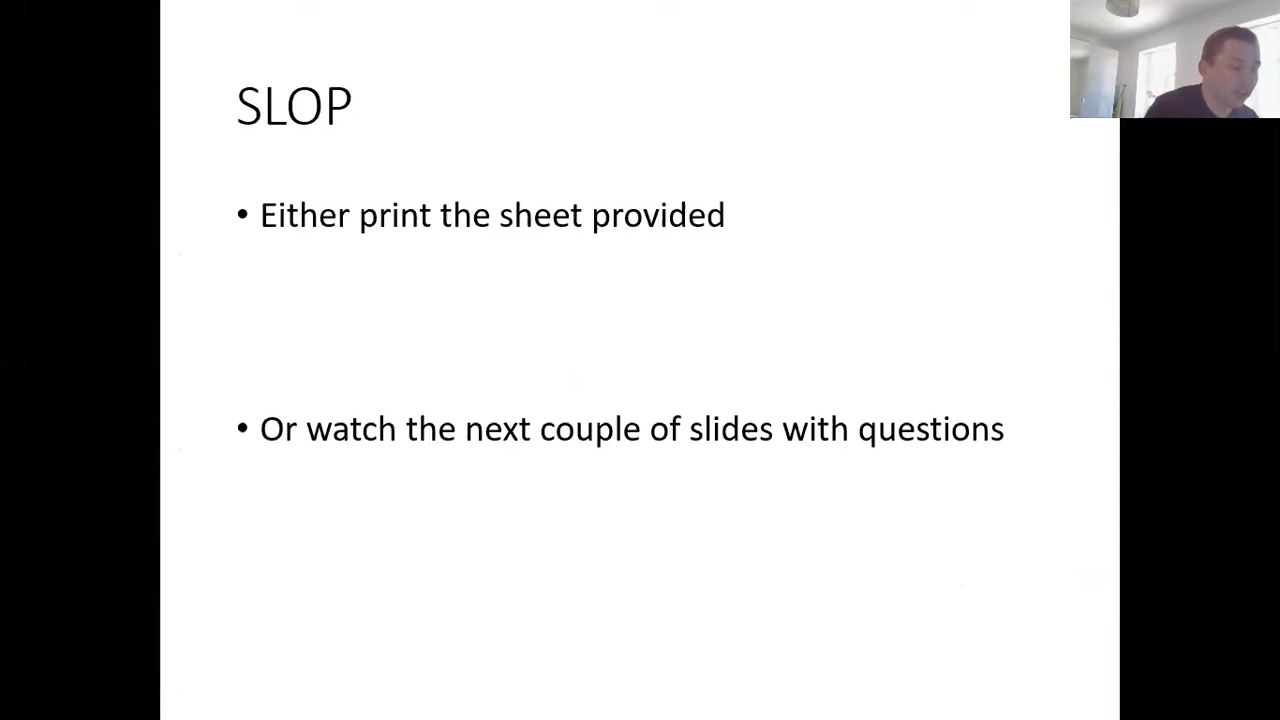 SLOP
• Either print the sheet provided
• Or watch the next couple of slides with questions